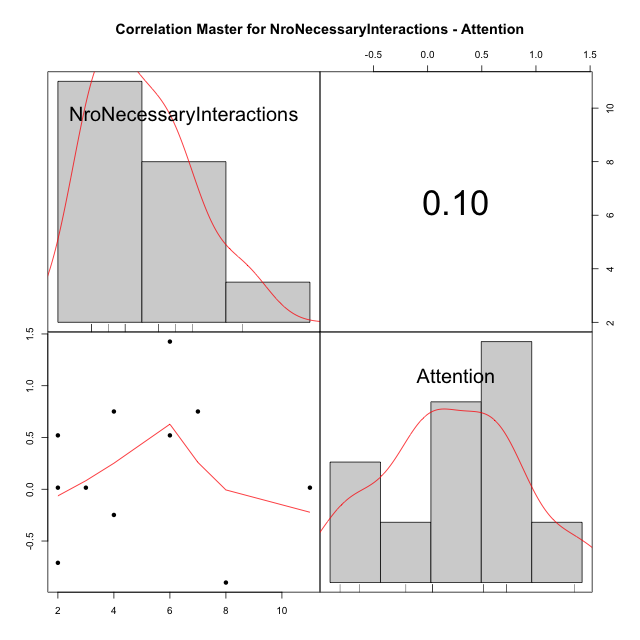 Correlation Master for NroNecessaryInteractions - Attention
-0.5 0.0 0.5 1.0 1.5
NroNecessaryInteractions
0.10
2 4 6 8 10
Attention
-0.5 0.0 0.5 1.0 1.5
2 4 6 8 10